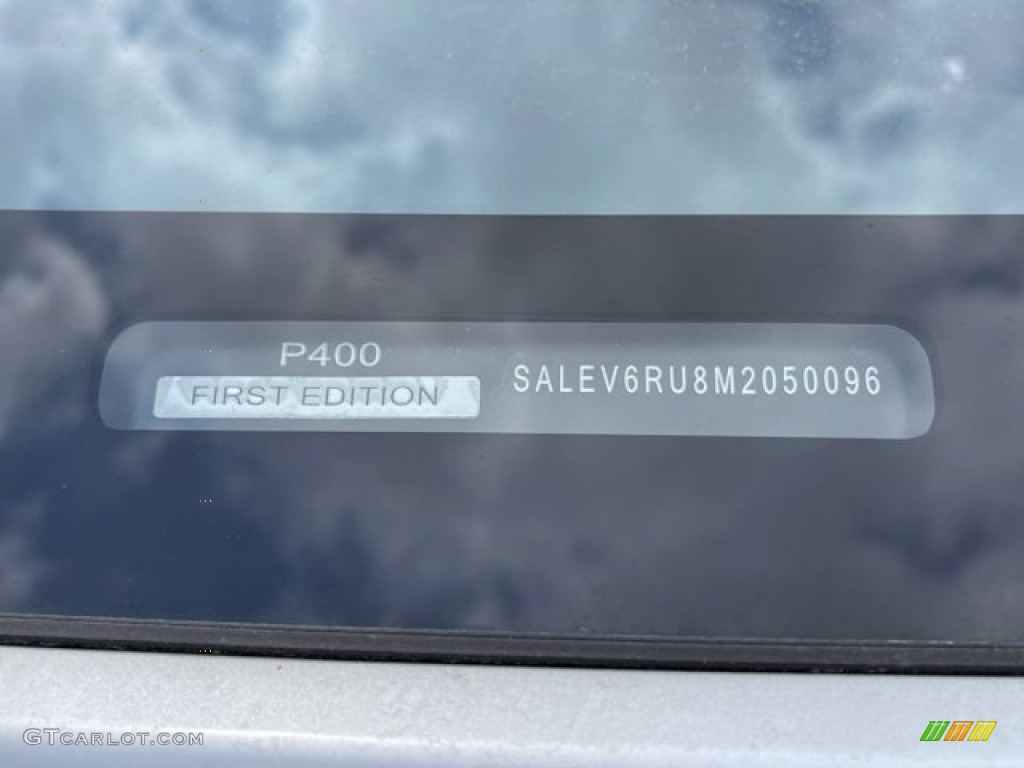 P400
FIRST EDITION
SALEV6RU8M2050096
GTCARLOT.COM